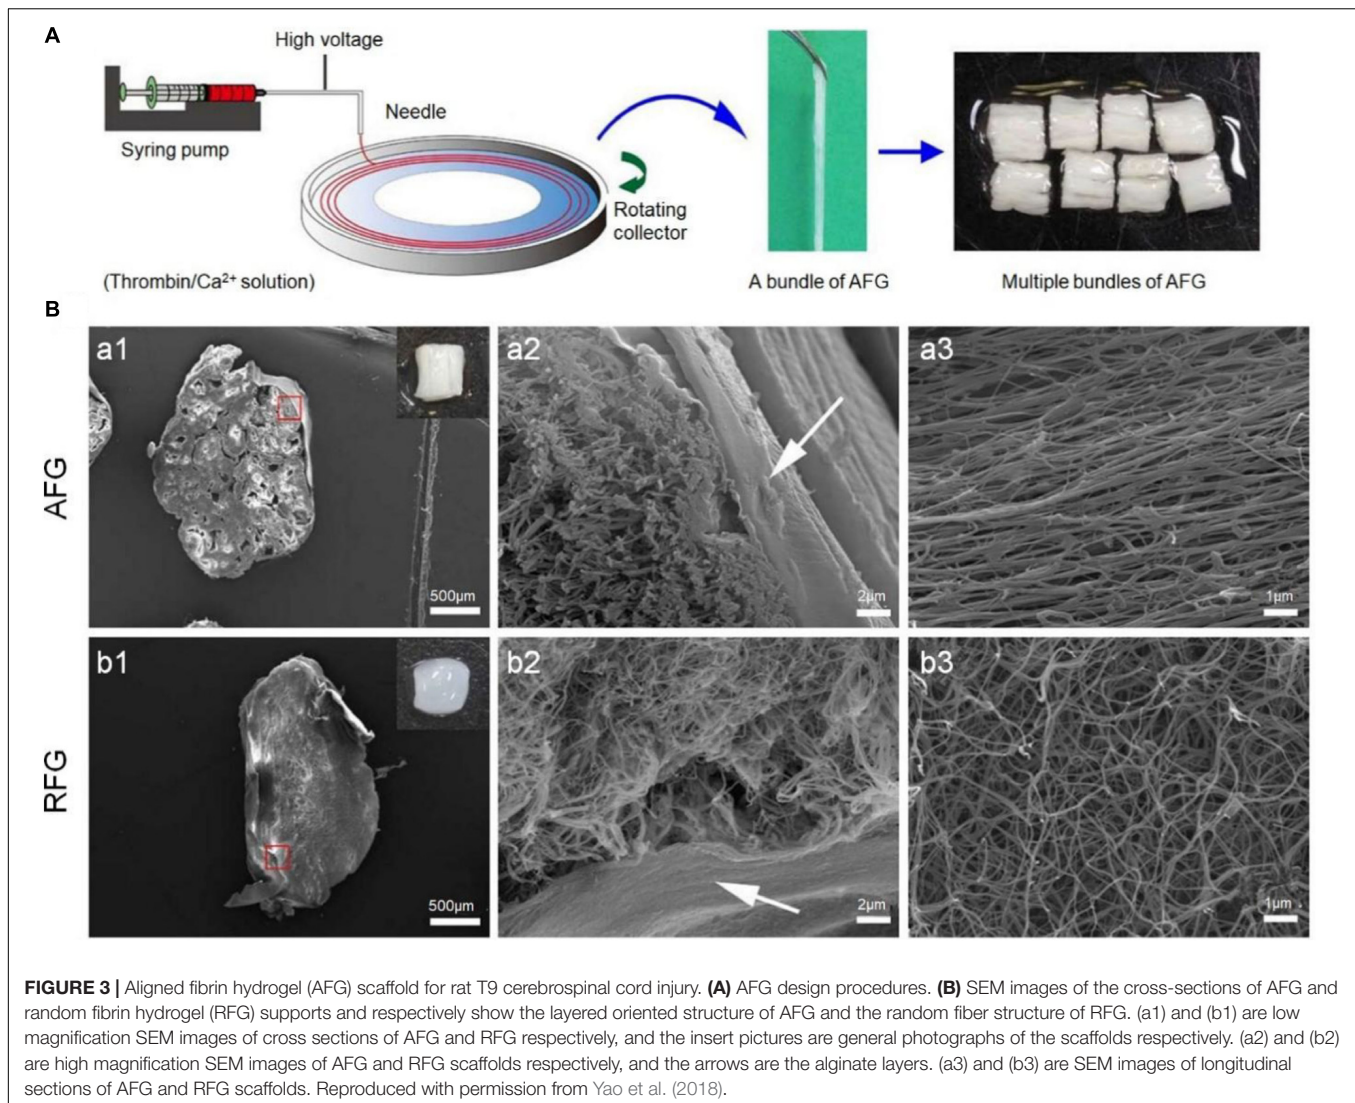 A
High voltage
Needle
Syring pump
Rotating
collector
(Thrombin/Ca²⁺ solution)
A bundle of AFG
Multiple bundles of AFG
B
AFG
a1
500µm
a2
2µm
a3
1µm
RFG
b1
500µm
b2
2µm
b3
1µm
FIGURE 3 | Aligned fibrin hydrogel (AFG) scaffold for rat T9 cerebrospinal cord injury. (A) AFG design procedures. (B) SEM images of the cross-sections of AFG and
random fibrin hydrogel (RFG) supports and respectively show the layered oriented structure of AFG and the random fiber structure of RFG. (a1) and (b1) are low
magnification SEM images of cross sections of AFG and RFG respectively, and the insert pictures are general photographs of the scaffolds respectively. (a2) and (b2)
are high magnification SEM images of AFG and RFG scaffolds respectively, and the arrows are the alginate layers. (a3) and (b3) are SEM images of longitudinal
sections of AFG and RFG scaffolds. Reproduced with permission from Yao et al. (2018).